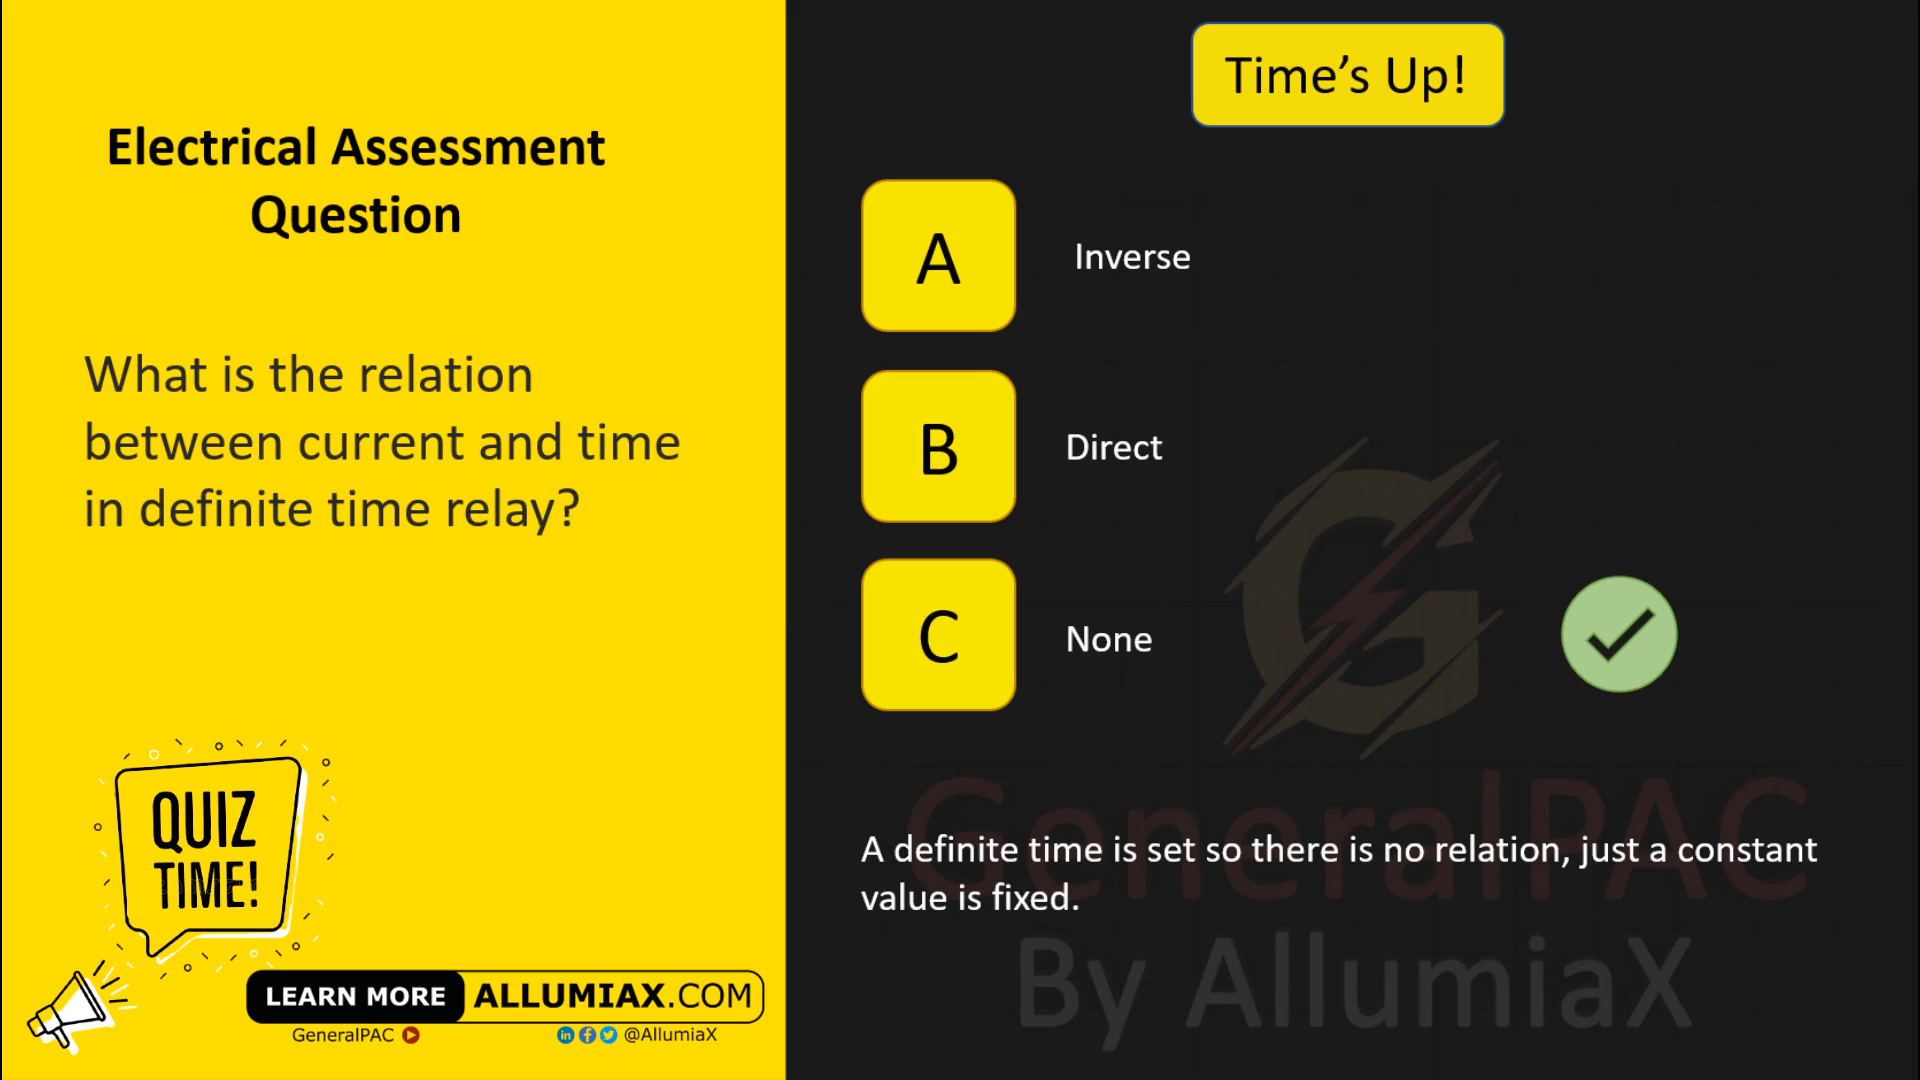 Electrical Assessment
Question
What is the relation
between current and time
in definite time relay?
QUIZ
TIME!
LEARN MORE ALLUMIAX.COM
GeneralPAC @AllumiaX
Time’s Up!
A Inverse
B Direct
C None
A definite time is set so there is no relation, just a constant
value is fixed.
G
GeneralPAC
By AllumiaX